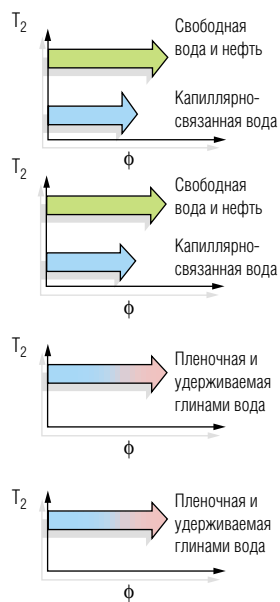 T2
Свободная
вода и нефть
Капиллярно-
связанная вода
ϕ
T2
Свободная
вода и нефть
Капиллярно-
связанная вода
ϕ
T2
Пленочная и
удерживаемая
глинами вода
ϕ
T2
Пленочная и
удерживаемая
глинами вода
ϕ